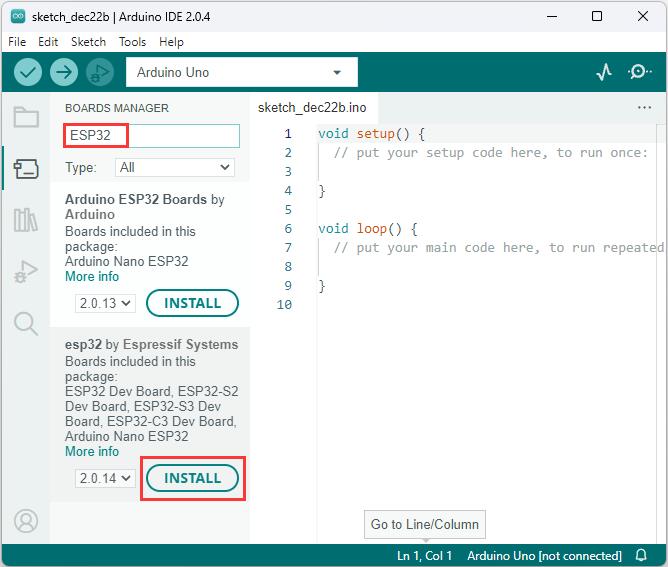 sketch_dec22b | Arduino IDE 2.0.4
File Edit Sketch Tools Help
Arduino Uno
BOARDS MANAGER
ESP32
Type: All
Arduino ESP32 Boards by
Arduino
Boards included in this
package:
Arduino Nano ESP32
More info
2.0.13 INSTALL
esp32 by Espressif Systems
Boards included in this
package:
ESP32 Dev Board, ESP32-S2
Dev Board, ESP32-S3 Dev
Board, ESP32-C3 Dev Board,
Arduino Nano ESP32
More info
2.0.14 INSTALL
sketch_dec22b.ino
1 void setup() {
2 // put your setup code here, to run once:
3
4 }
5
6 void loop() {
7 // put your main code here, to run repeated
8
9 }
10
Go to Line/Column
Ln 1, Col 1 Arduino Uno [not connected]